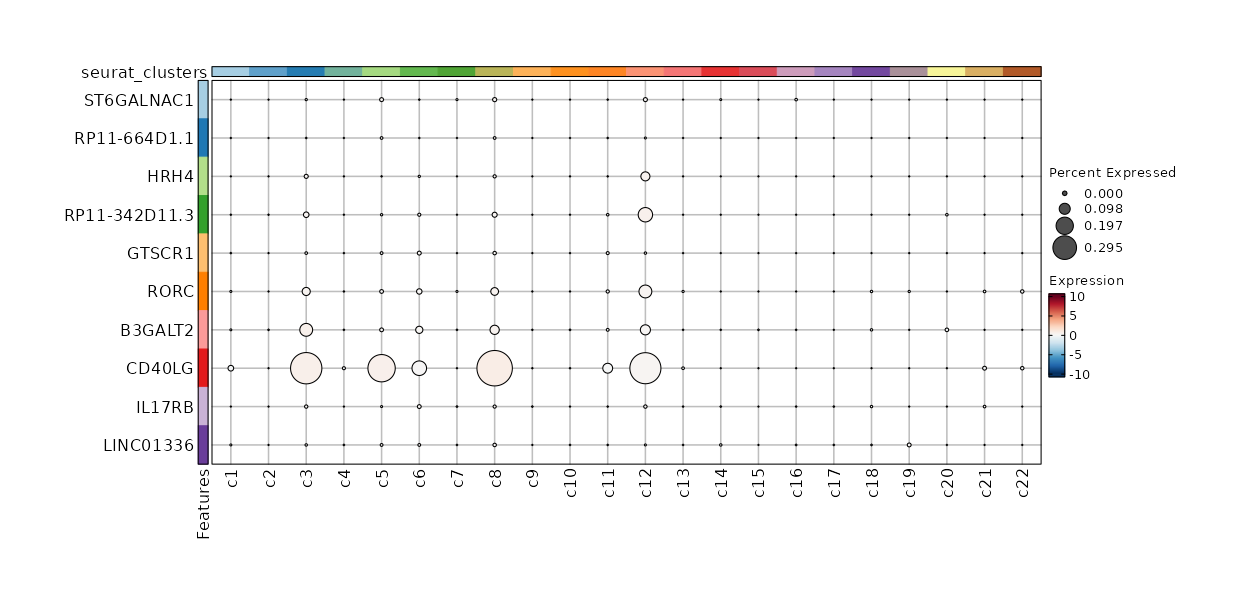 seurat_clusters
ST6GALNAC1
RP11-664D1.1
HRH4
RP11-342D11.3
GTSCR1
RORC
B3GALT2
CD40LG
IL17RB
LINC01336
Features
c1 c2 c3 c4 c5 c6 c7 c8 c9 c10 c11 c12 c13 c14 c15 c16 c17 c18 c19 c20 c21 c22
Percent Expressed
0.000
0.098
0.197
0.295
Expression
10
5
0
-5
-10